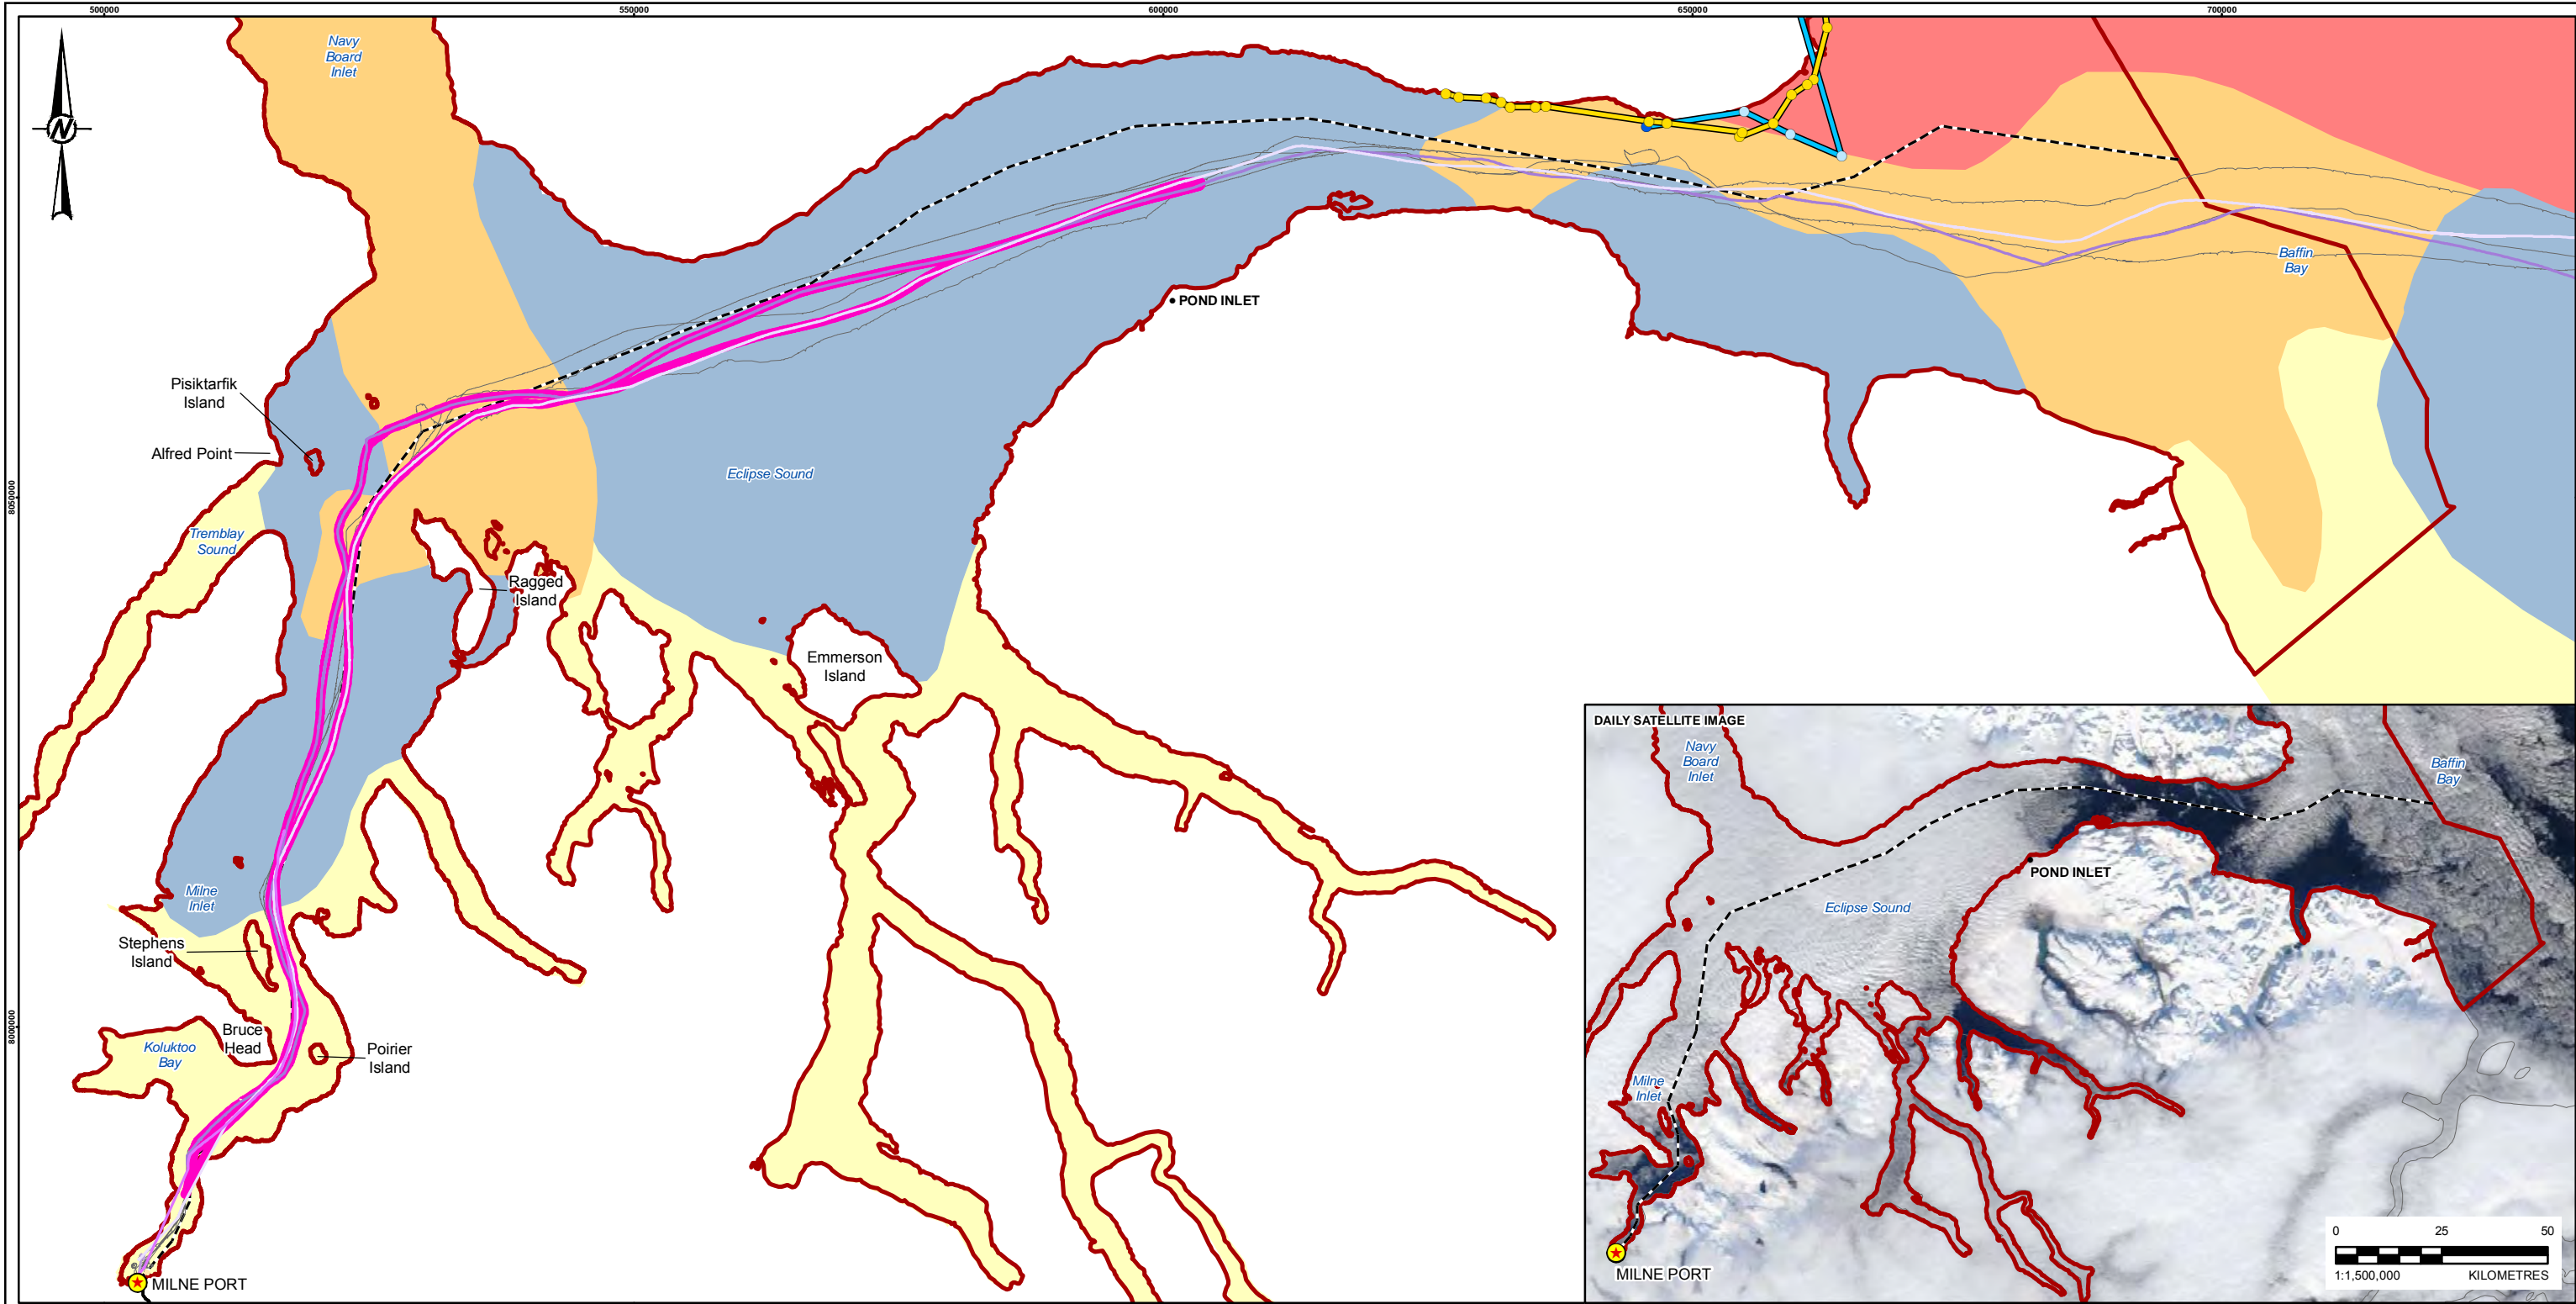 500000
550000
600000
650000
700000
Navy
Board
Inlet
N
Baffin
Bay
POND INLET
Pisiktarfik
Island
Alfred Point
Eclipse Sound
8050000
Tremblay
Sound
Ragged
Island
Emmerson
Island
Milne
Inlet
Stephens
Island
8000000
Bruce
Head
Koluktoo
Bay
Poirier
Island
MILNE PORT
DAILY SATELLITE IMAGE
Navy
Board
Inlet
Baffin
Bay
POND INLET
Eclipse Sound
Milne
Inlet
MILNE PORT
0
25
50
1:1,500,000
KILOMETRES